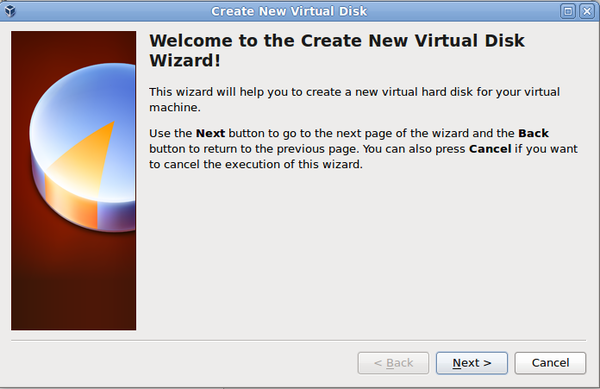 Create New Virtual Disk
Welcome to the Create New Virtual Disk
Wizard!
This wizard will help you to create a new virtual hard disk for your virtual
machine.
Use the Next button to go to the next page of the wizard and the Back
button to return to the previous page. You can also press Cancel if you want
to cancel the execution of this wizard.
< Back Next > Cancel